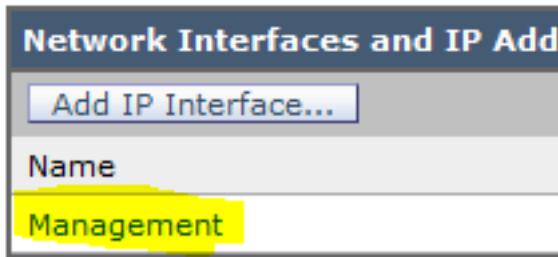 Network Interfaces and IP Add
Add IP Interface...
Name
Management